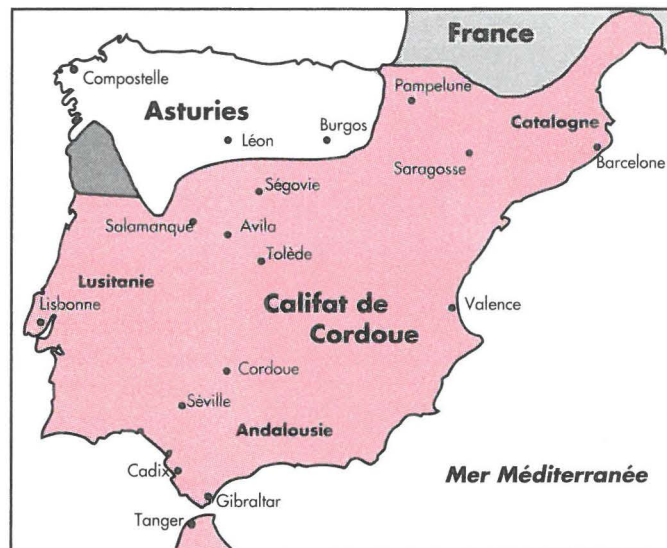 France
Compostelle
Pampelune
Asturies
Catalogne
Léon
Burgos
Saragosse
Barcelone
Ségovie
Salamanque
Avila
Tolède
Lusitanie
Lisbonne
Califat de
Cordoue
Valence
Cordoue
Séville
Andalousie
Cadix
Mer Méditerranée
Gibraltar
Tanger